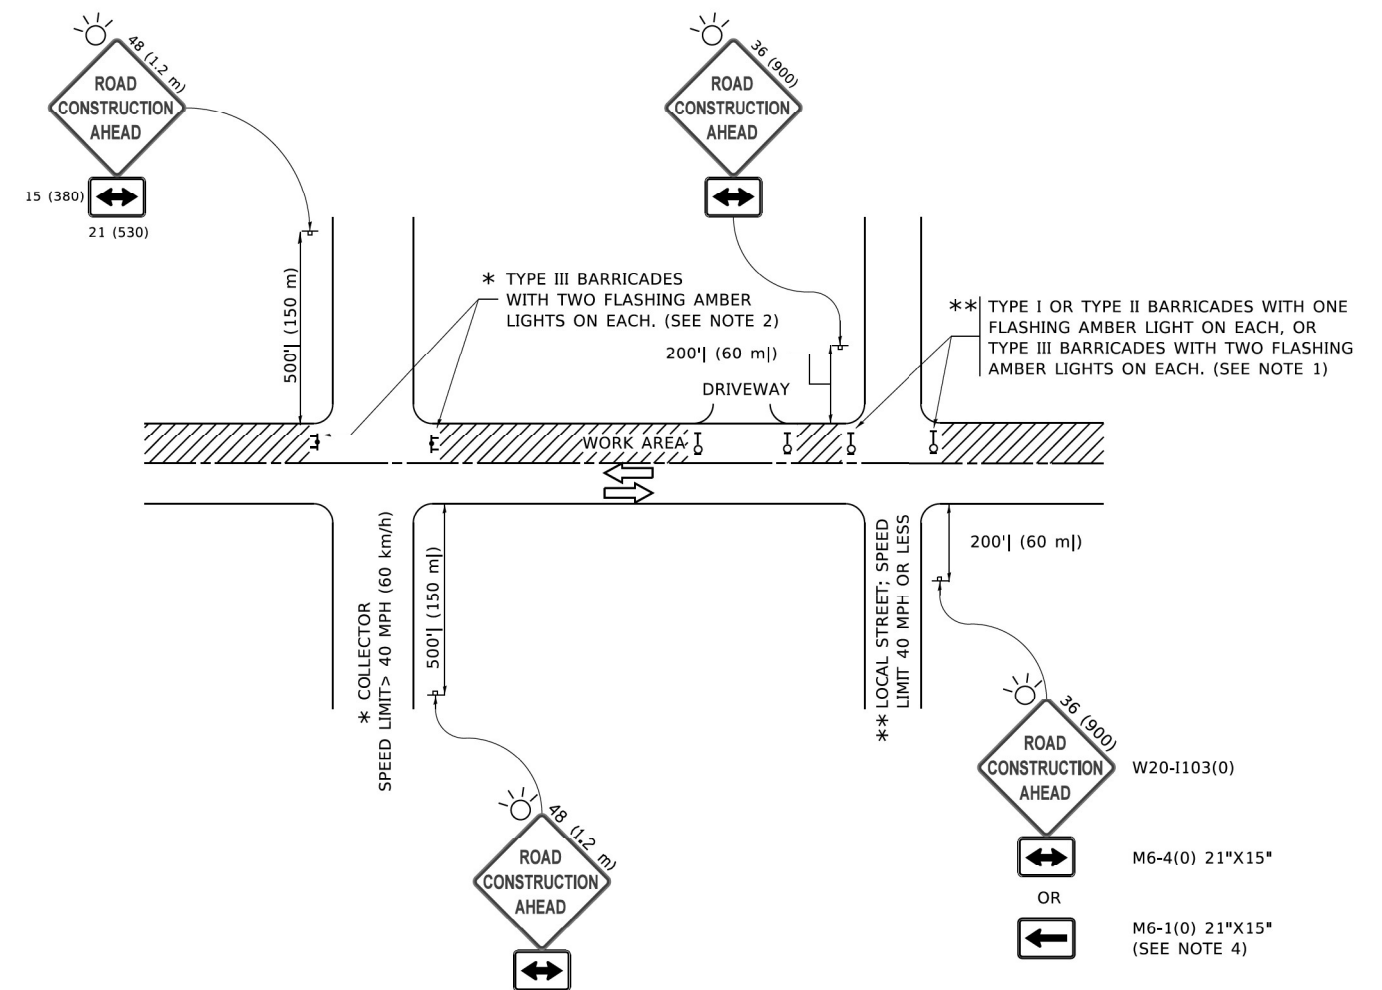 48 (1.2 m)
ROAD
CONSTRUCTION
AHEAD
15 (380)
21 (530)
36 (900)
ROAD
CONSTRUCTION
AHEAD
500'| (150 m)
* TYPE III BARRICADES
WITH TWO FLASHING AMBER
LIGHTS ON EACH. (SEE NOTE 2)
200'| (60 m|)
DRIVEWAY
** TYPE I OR TYPE II BARRICADES WITH ONE
FLASHING AMBER LIGHT ON EACH, OR
TYPE III BARRICADES WITH TWO FLASHING
AMBER LIGHTS ON EACH. (SEE NOTE 1)
WORK AREA
* COLLECTOR
SPEED LIMIT> 40 MPH (60 km/h)
500'| (150 m|)
** LOCAL STREET; SPEED
LIMIT 40 MPH OR LESS
200'| (60 m|)
48 (1.2 m)
ROAD
CONSTRUCTION
AHEAD
36 (900)
ROAD
CONSTRUCTION
AHEAD
W20-I103(0)
M6-4(0) 21"X15"
OR
M6-1(0) 21"X15"
(SEE NOTE 4)